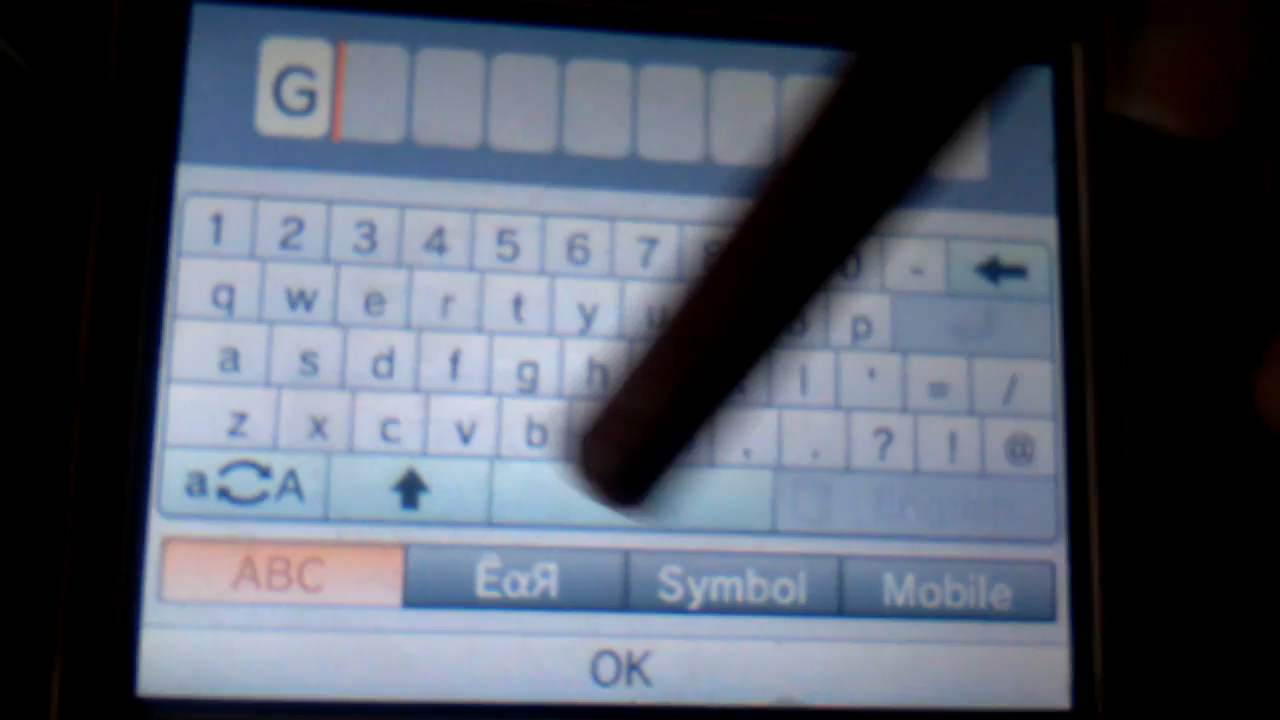 G
1 2 3 4 5 6 7 -
q w e r t y p
a s d f g h ' = /
z x c v b . ? ! @
a A
ABC ÊαЯ Symbol Mobile
OK